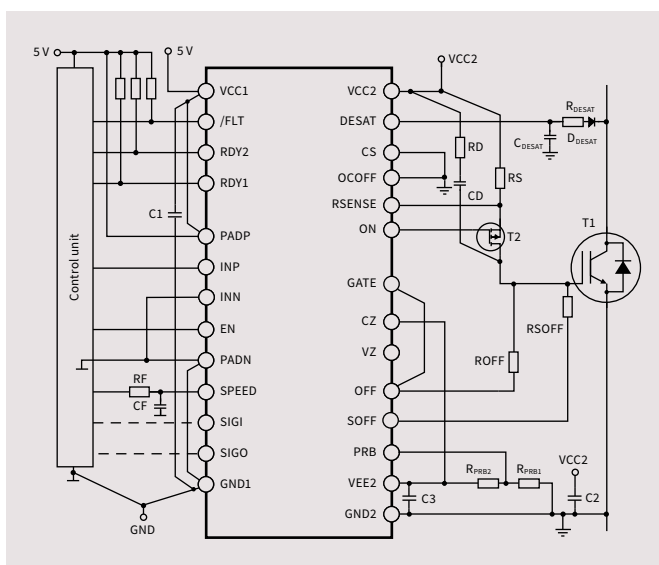 5 V
5 V
VCC2
VCC1
VCC2
/FLT
DESAT
RDESAT
CDESAT
DDESAT
RDY2
CS
RD
RDY1
OCOFF
RS
C1
RSENSE
CD
PADP
ON
T2
T1
Control unit
INP
INN
GATE
EN
CZ
RSOFF
PADN
VZ
ROFF
RF
SPEED
OFF
CF
SIGI
SOFF
SIGO
PRB
VCC2
RPRB2
RPRB1
GND1
VEE2
C3
C2
GND2
GND